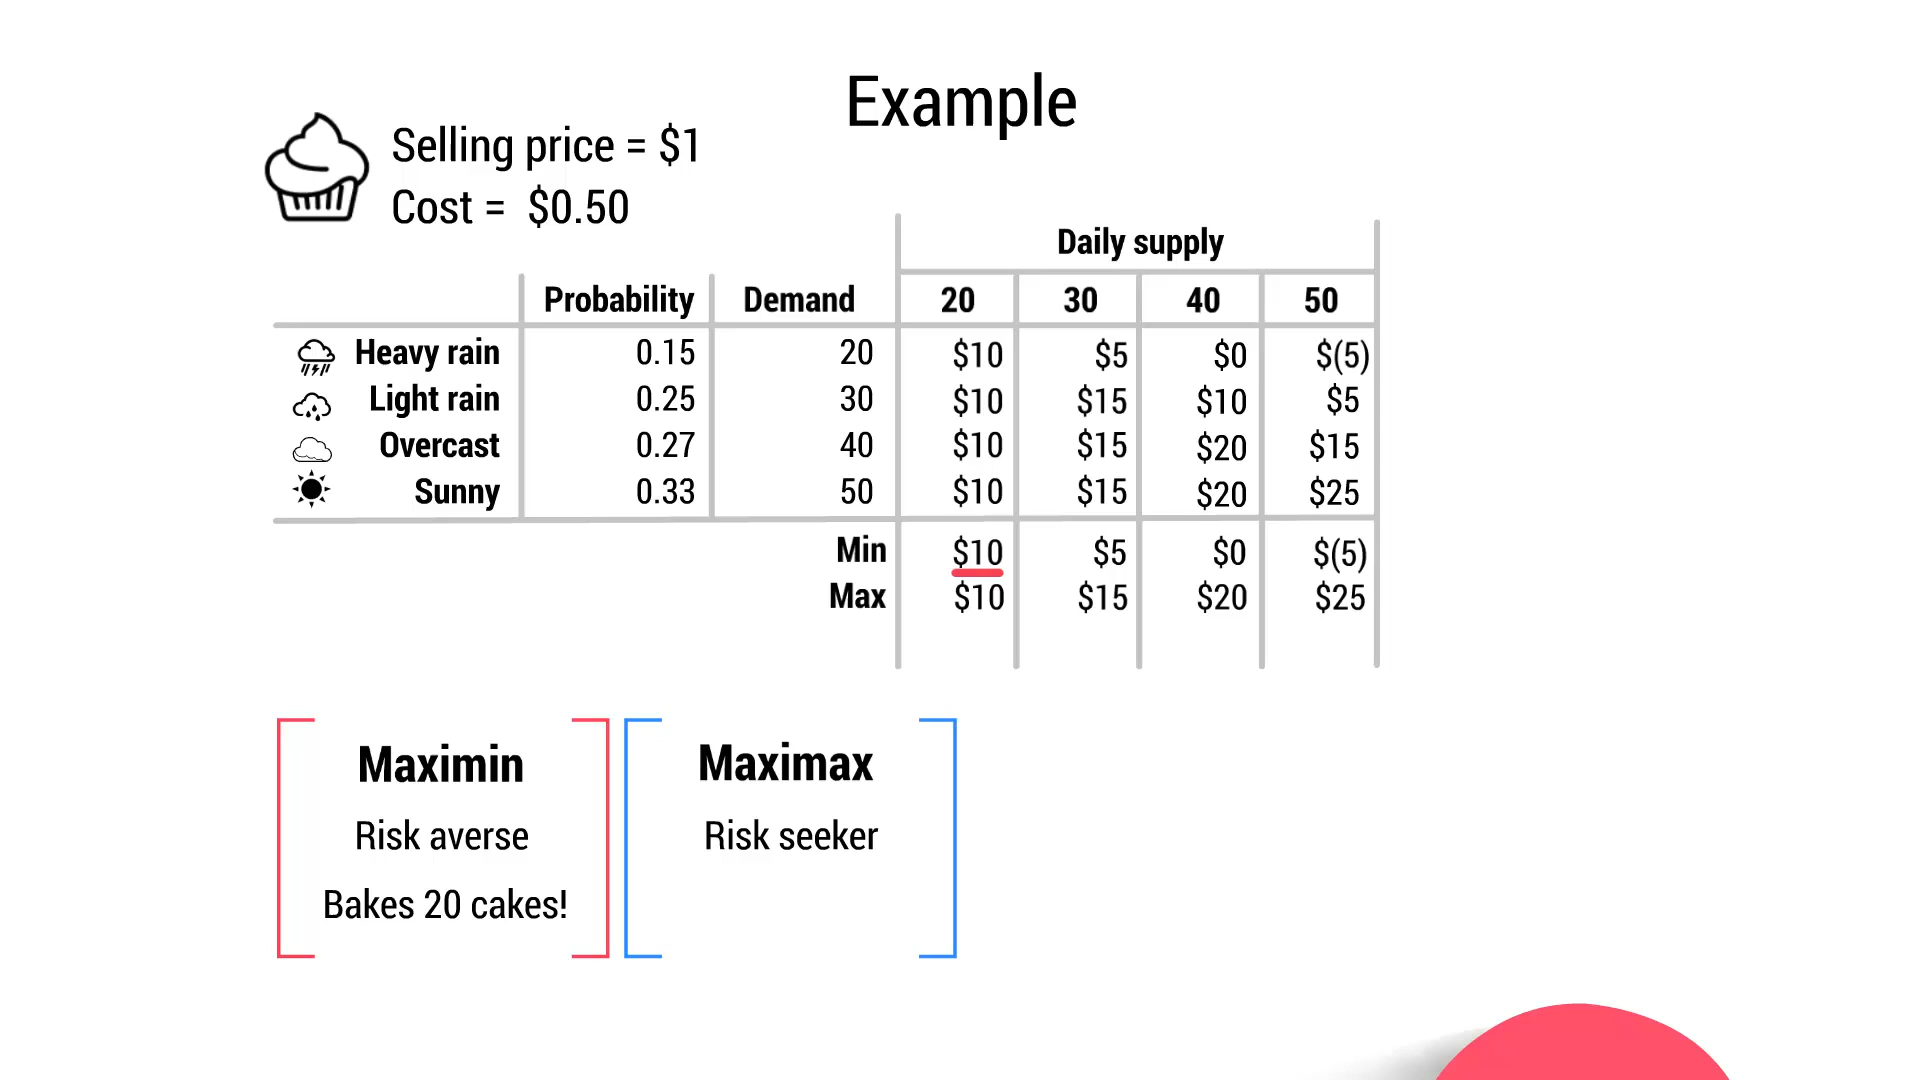 Example
Selling price = $1
Cost = $0.50
Daily supply
Probability Demand 20 30 40 50
Heavy rain 0.15 20 $10 $5 $0 $(5)
Light rain 0.25 30 $10 $15 $10 $5
Overcast 0.27 40 $10 $15 $20 $15
Sunny 0.33 50 $10 $15 $20 $25
Min $10 $5 $0 $(5)
Max $10 $15 $20 $25
Maximin
Risk averse
Bakes 20 cakes!
Maximax
Risk seeker